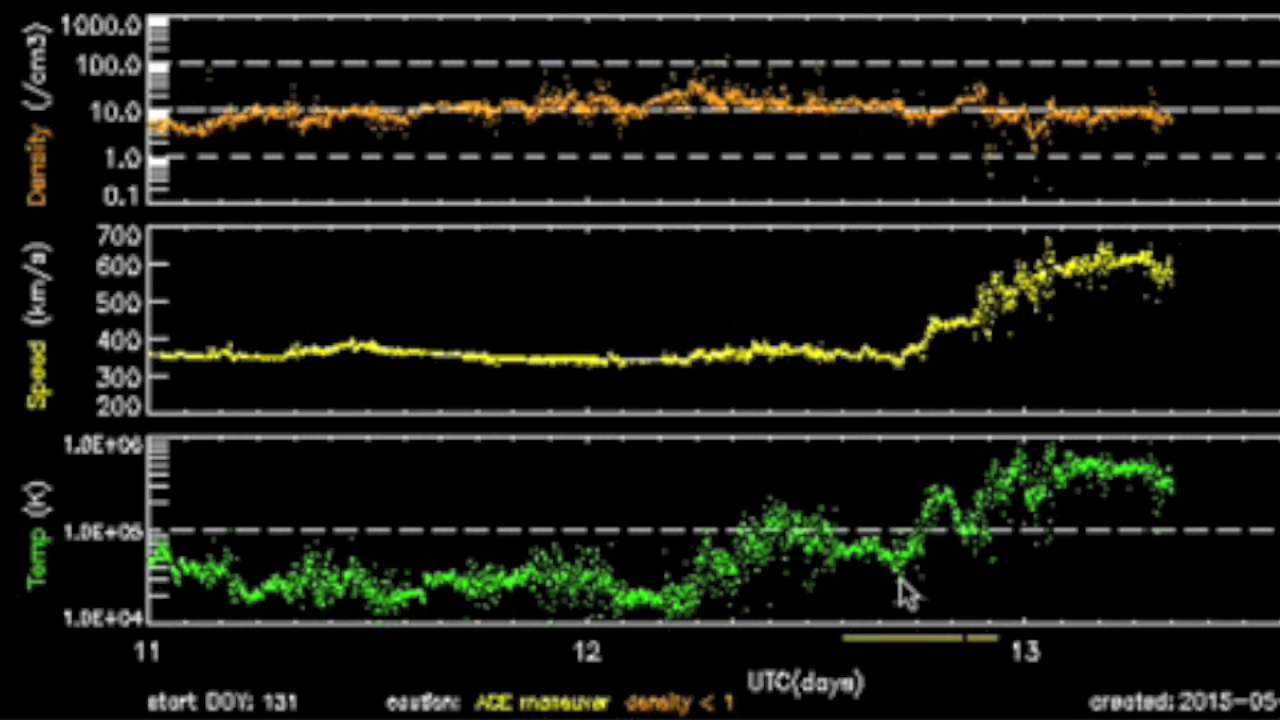 Density (/cm3)
1000.0
100.0
10.0
1.0
0.1
Speed (km/s)
700
600
500
400
300
200
Temp (K)
1.0E+06
1.0E+05
1.0E+04
11 12 13
UTC(days)
start DOY: 131 caution: ACE maneuver density < 1 created: 2015-05